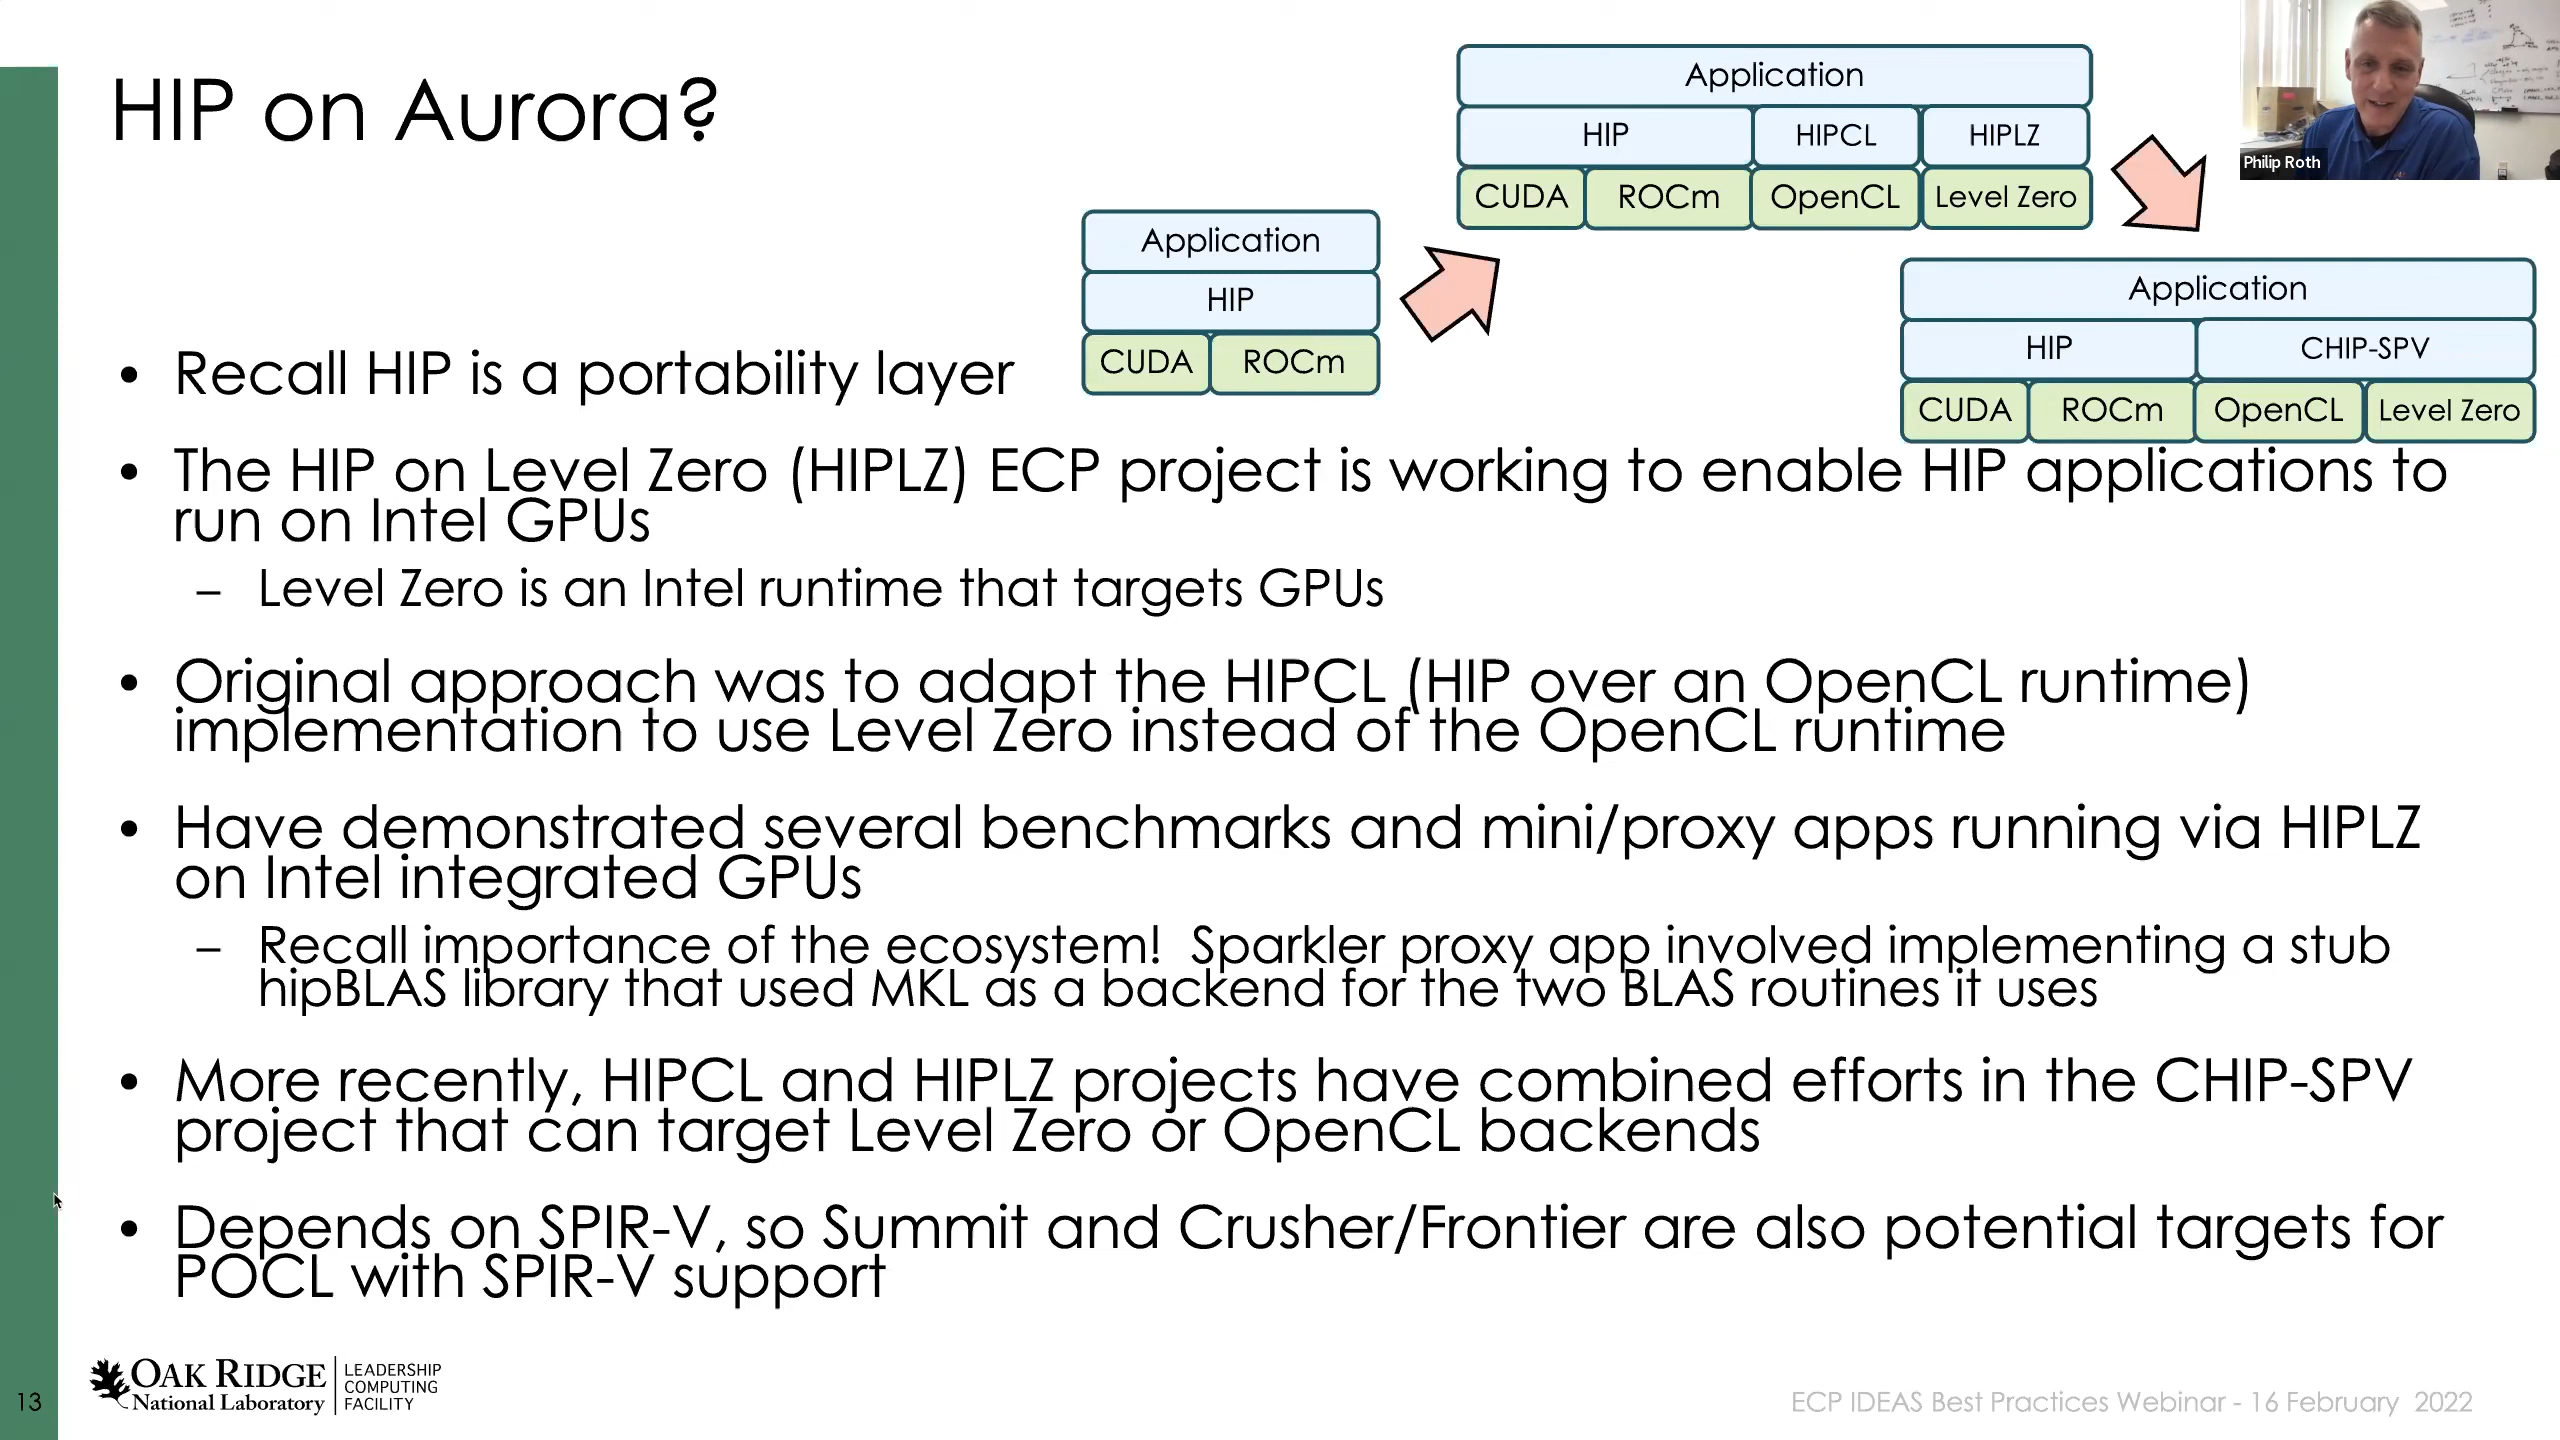 HIP on Aurora?
Application
HIP
CUDA ROCm
Application
HIP HIPCL HIPLZ
CUDA ROCm OpenCL Level Zero
Application
HIP CHIP-SPV
CUDA ROCm OpenCL Level Zero
Philip Roth
• Recall HIP is a portability layer
• The HIP on Level Zero (HIPLZ) ECP project is working to enable HIP applications to
run on Intel GPUs
– Level Zero is an Intel runtime that targets GPUs
• Original approach was to adapt the HIPCL (HIP over an OpenCL runtime)
implementation to use Level Zero instead of the OpenCL runtime
• Have demonstrated several benchmarks and mini/proxy apps running via HIPLZ
on Intel integrated GPUs
– Recall importance of the ecosystem! Sparkler proxy app involved implementing a stub
hipBLAS library that used MKL as a backend for the two BLAS routines it uses
• More recently, HIPCL and HIPLZ projects have combined efforts in the CHIP-SPV
project that can target Level Zero or OpenCL backends
• Depends on SPIR-V, so Summit and Crusher/Frontier are also potential targets for
POCL with SPIR-V support
13
OAK RIDGE
National Laboratory
LEADERSHIP
COMPUTING
FACILITY
ECP IDEAS Best Practices Webinar - 16 February 2022